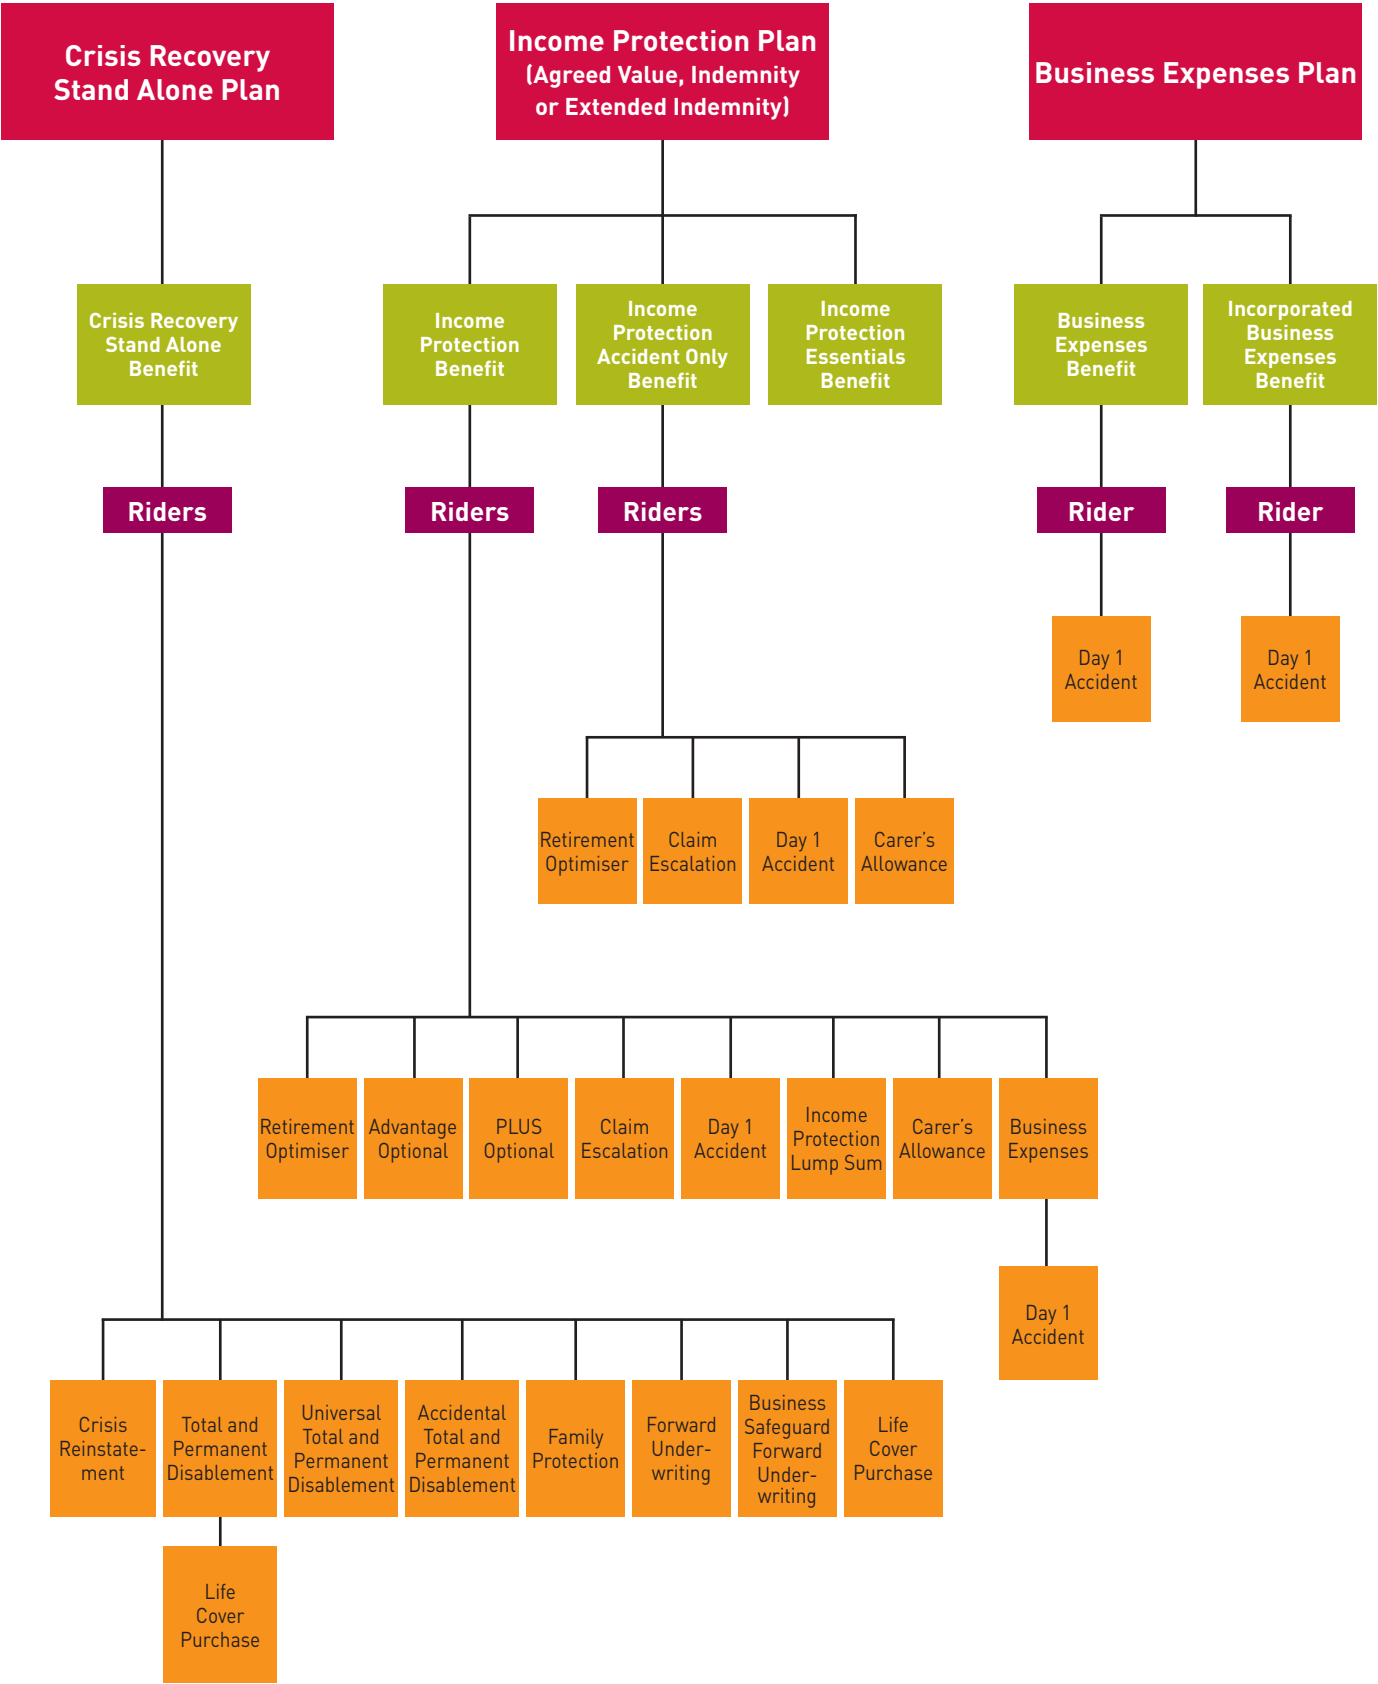 Crisis Recovery
Stand Alone Plan
Income Protection Plan
(Agreed Value, Indemnity
or Extended Indemnity)
Business Expenses Plan
Crisis Recovery
Stand Alone
Benefit
Income
Protection
Benefit
Income
Protection
Accident Only
Benefit
Income
Protection
Essentials
Benefit
Business
Expenses
Benefit
Incorporated
Business
Expenses
Benefit
Riders
Riders
Riders
Rider
Rider
Day 1
Accident
Day 1
Accident
Retirement
Optimiser
Claim
Escalation
Day 1
Accident
Carer’s
Allowance
Retirement
Optimiser
Advantage
Optional
PLUS
Optional
Claim
Escalation
Day 1
Accident
Income
Protection
Lump Sum
Carer’s
Allowance
Business
Expenses
Day 1
Accident
Crisis
Reinstate-
ment
Total and
Permanent
Disablement
Universal
Total and
Permanent
Disablement
Accidental
Total and
Permanent
Disablement
Family
Protection
Forward
Under-
writing
Business
Safeguard
Forward
Under-
writing
Life
Cover
Purchase
Life
Cover
Purchase